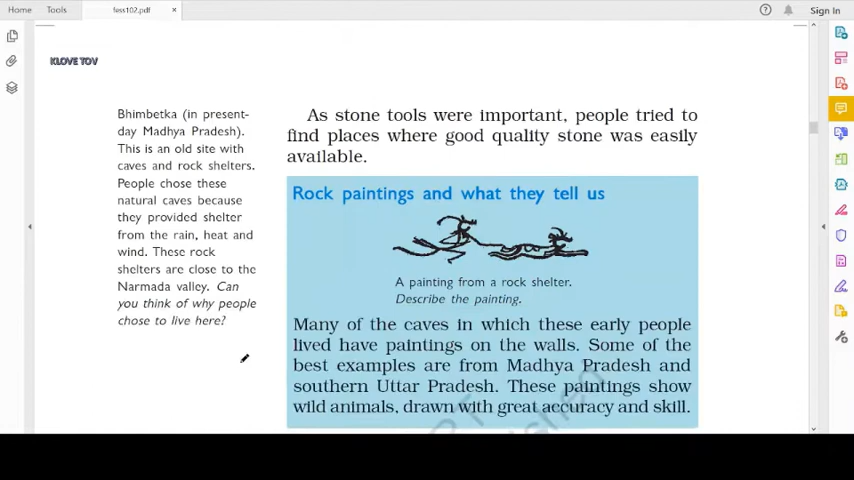 Home Tools fess102.pdf × Sign In
KLOVE TOV
Bhimbetka (in present-
day Madhya Pradesh).
This is an old site with
caves and rock shelters.
People chose these
natural caves because
they provided shelter
from the rain, heat and
wind. These rock
shelters are close to the
Narmada valley. Can
you think of why people
chose to live here?
As stone tools were important, people tried to
find places where good quality stone was easily
available.
Rock paintings and what they tell us
A painting from a rock shelter.
Describe the painting.
Many of the caves in which these early people
lived have paintings on the walls. Some of the
best examples are from Madhya Pradesh and
southern Uttar Pradesh. These paintings show
wild animals, drawn with great accuracy and skill.